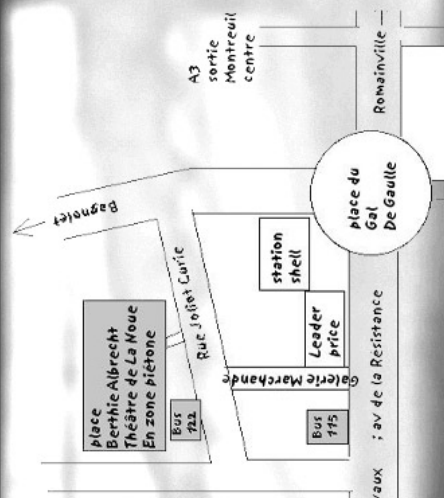 A3
sortie
Montreuil
centre
Romainville
place du
Gal
De Gaulle
Bagnolet
station
shell
Rue Joliot Curie
place
Berthie Albrecht
Théâtre de La Noue
En zone piétone
Leader
price
Galerie Marchande
Bus
122
Bus
115
; av de la Résistance